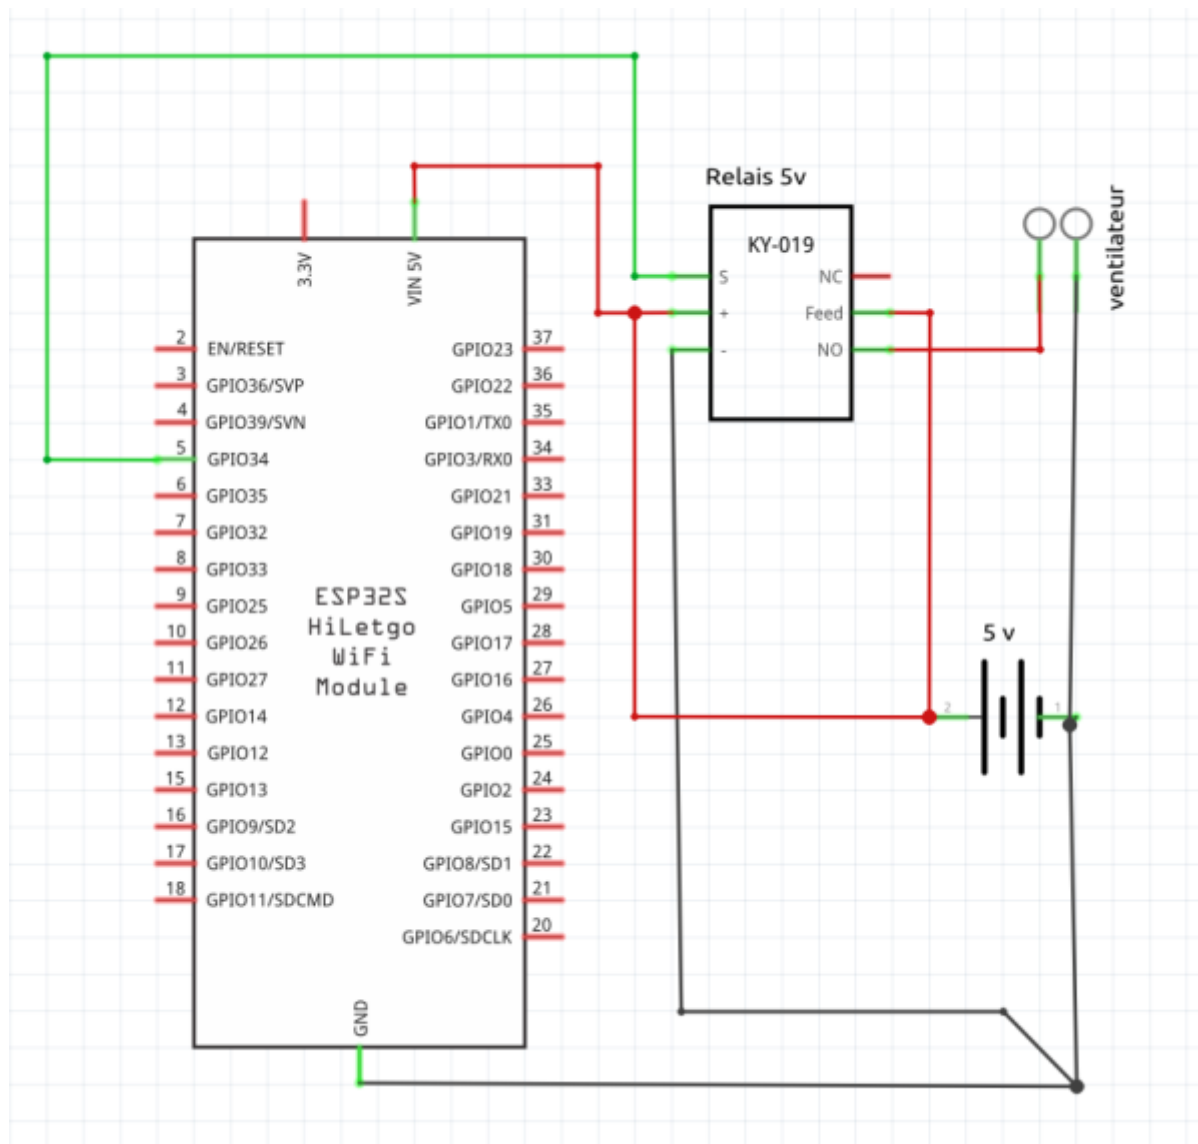 Relais 5v
KY-019
S
+
-
NC
Feed
NO
ventilateur
3.3V
VIN 5V
2 EN/RESET
3 GPIO36/SVP
4 GPIO39/SVN
5 GPIO34
6 GPIO35
7 GPIO32
8 GPIO33
9 GPIO25
10 GPIO26
11 GPIO27
12 GPIO14
13 GPIO12
15 GPIO13
16 GPIO9/SD2
17 GPIO10/SD3
18 GPIO11/SDCMD
ESP32S
HiLetgo
WiFi
Module
GPIO23 37
GPIO22 36
GPIO1/TX0 35
GPIO3/RX0 34
GPIO21 33
GPIO19 31
GPIO18 30
GPIO5 29
GPIO17 28
GPIO16 27
GPIO4 26
GPIO0 25
GPIO2 24
GPIO15 23
GPIO8/SD1 22
GPIO7/SD0 21
GPIO6/SDCLK 20
GND
5 v
2
1